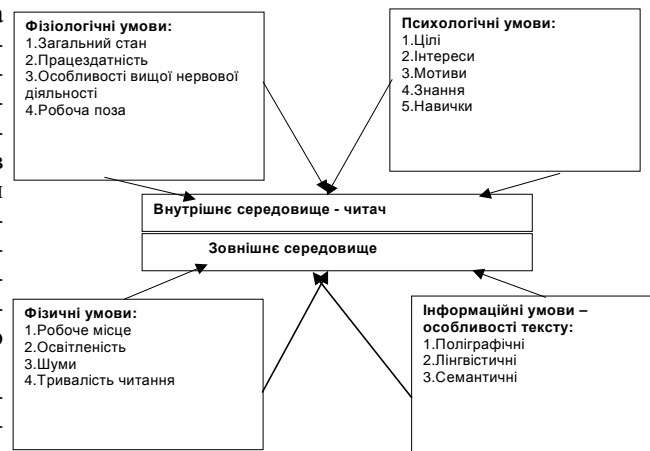 Фізіологічні умови:
1.Загальний стан
2.Працездатність
3.Особливості вищої нервової
діяльності
4.Робоча поза
Психологічні умови:
1.Цілі
2.Інтереси
3.Мотиви
4.Знання
5.Навички
Внутрішнє середовище - читач
Зовнішнє середовище
Фізичні умови:
1.Робоче місце
2.Освітленість
3.Шуми
4.Тривалість читання
Інформаційні умови –
особливості тексту:
1.Поліграфічні
2.Лінгвістичні
3.Семантичні